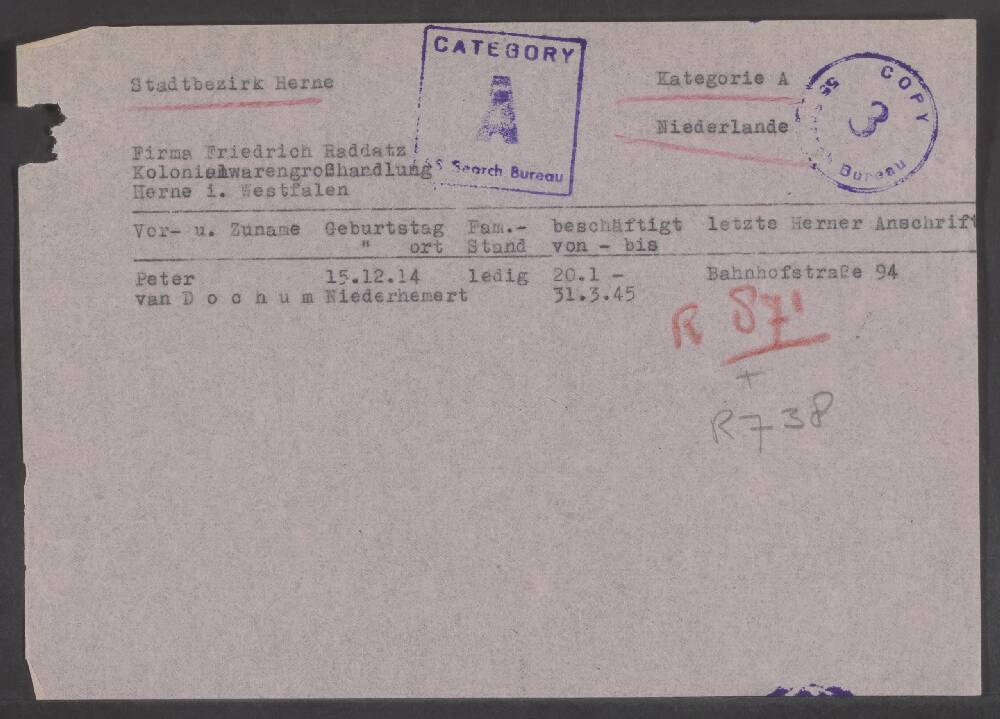 Stadtbezirk Herne
CATEGORY
A
Search Bureau
Kategorie A
Niederlande
COPY
3
Bureau
Firma Friedrich Raddatz
Kolonialwarengroßhandlung
Herne i. Westfalen
Vor- u. Zuname Geburtstag Fam.- beschäftigt letzte Herner Anschrift
" ort Stand von - bis
Peter 15.12.14 ledig 20.1 - Bahnhofstraße 94
van D o c h u m Niederhemert 31.3.45
R 871
+
R738